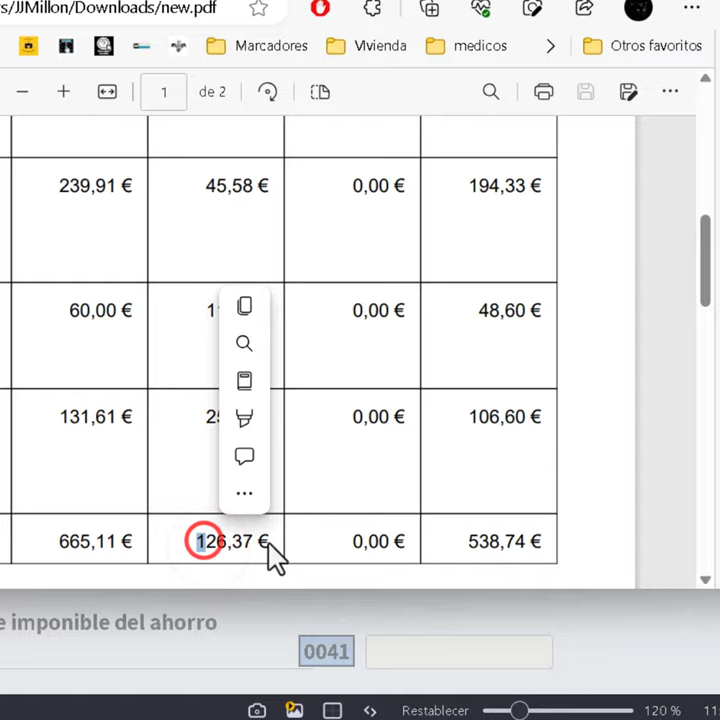 s/JJMillon/Downloads/new.pdf
Marcadores Vivienda medicos Otros favoritos
1 de 2
239,91 € 45,58 € 0,00 € 194,33 €
60,00 € 0,00 € 48,60 €
131,61 € 0,00 € 106,60 €
665,11 € 126,37 € 0,00 € 538,74 €
e imponible del ahorro
0041
Restablecer 120 %